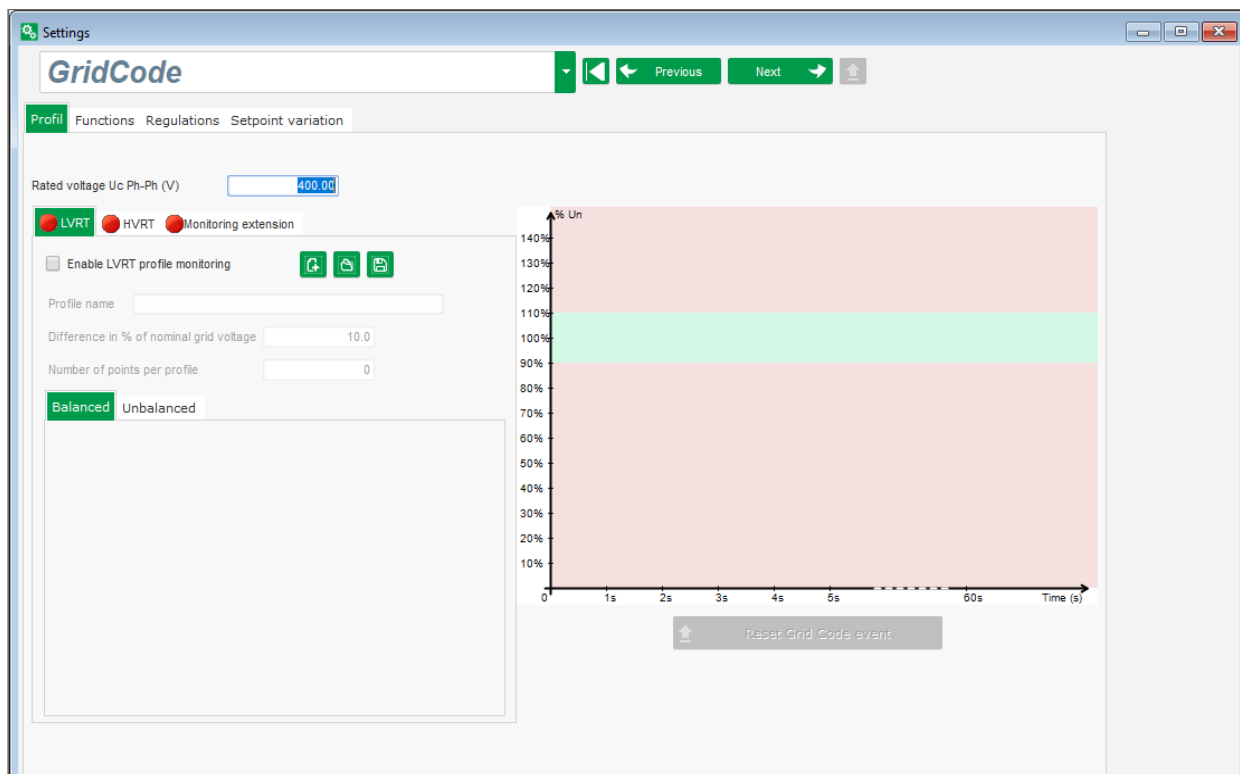 Settings
GridCode
Previous
Next
Profil Functions Regulations Setpoint variation
Rated voltage Uc Ph-Ph (V) 400.00
LVRT HVRT Monitoring extension
Enable LVRT profile monitoring
Profile name
Difference in % of nominal grid voltage 10.0
Number of points per profile 0
Balanced Unbalanced
% Un
140%
130%
120%
110%
100%
90%
80%
70%
60%
50%
40%
30%
20%
10%
0 1s 2s 3s 4s 5s 60s Time (s)
Reset Grid Code event